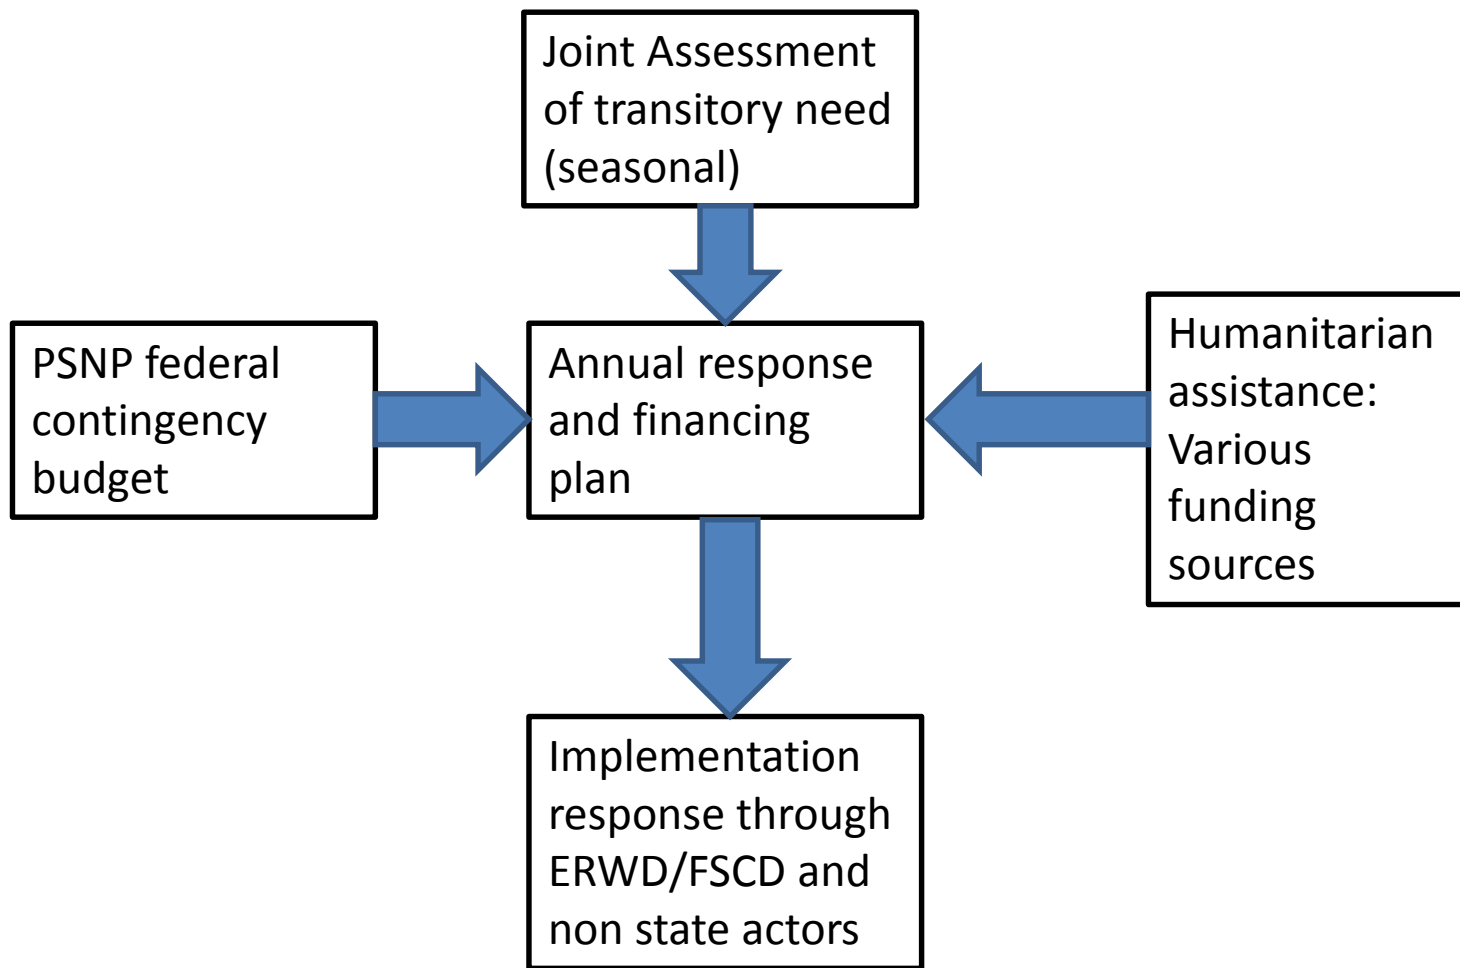 Joint Assessment
of transitory need
(seasonal)
PSNP federal
contingency
budget
Annual response
and financing
plan
Humanitarian
assistance:
Various
funding
sources
Implementation
response through
ERWD/FSCD and
non state actors